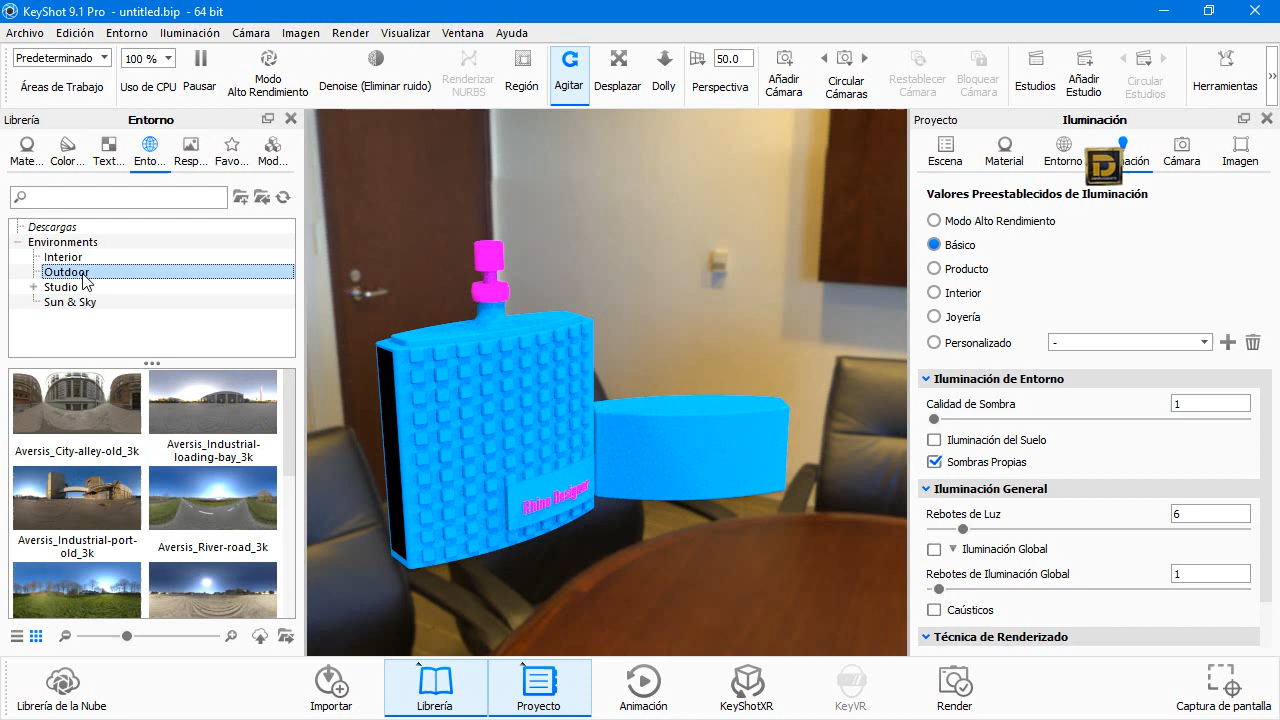 KeyShot 9.1 Pro - untitled.bip - 64 bit
Archivo Edición Entorno Iluminación Cámara Imagen Render Visualizar Ventana Ayuda
Predeterminado
Áreas de Trabajo
100 %
Uso de CPU
Pausar
Modo
Alto Rendimiento
Denoise (Eliminar ruido)
Renderizar
NURBS
Región
Agitar
Desplazar
Dolly
50.0
Perspectiva
Añadir
Cámara
Circular
Cámaras
Restablecer
Cámara
Bloquear
Cámara
Estudios
Añadir
Estudio
Circular
Estudios
Herramientas
Librería
Entorno
Mate... Color... Text... Ento... Resp... Favo... Mod...
Descargas
Environments
Interior
Outdoor
Studio
Sun & Sky
Aversis_City-alley-old_3k
Aversis_Industrial-
loading-bay_3k
Aversis_Industrial-port-
old_3k
Aversis_River-road_3k
Rhino Designer
Proyecto
Iluminación
Escena Material Entorno ación Cámara Imagen
Valores Preestablecidos de Iluminación
Modo Alto Rendimiento
Básico
Producto
Interior
Joyería
Personalizado
-
Iluminación de Entorno
Calidad de Sombra 1
Iluminación del Suelo
Sombras Propias
Iluminación General
Rebotes de Luz 6
Iluminación Global
Rebotes de Iluminación Global 1
Caústicos
Técnica de Renderizado
Librería de la Nube
Importar
Librería
Proyecto
Animación
KeyShotXR
KeyVR
Render
Captura de pantalla